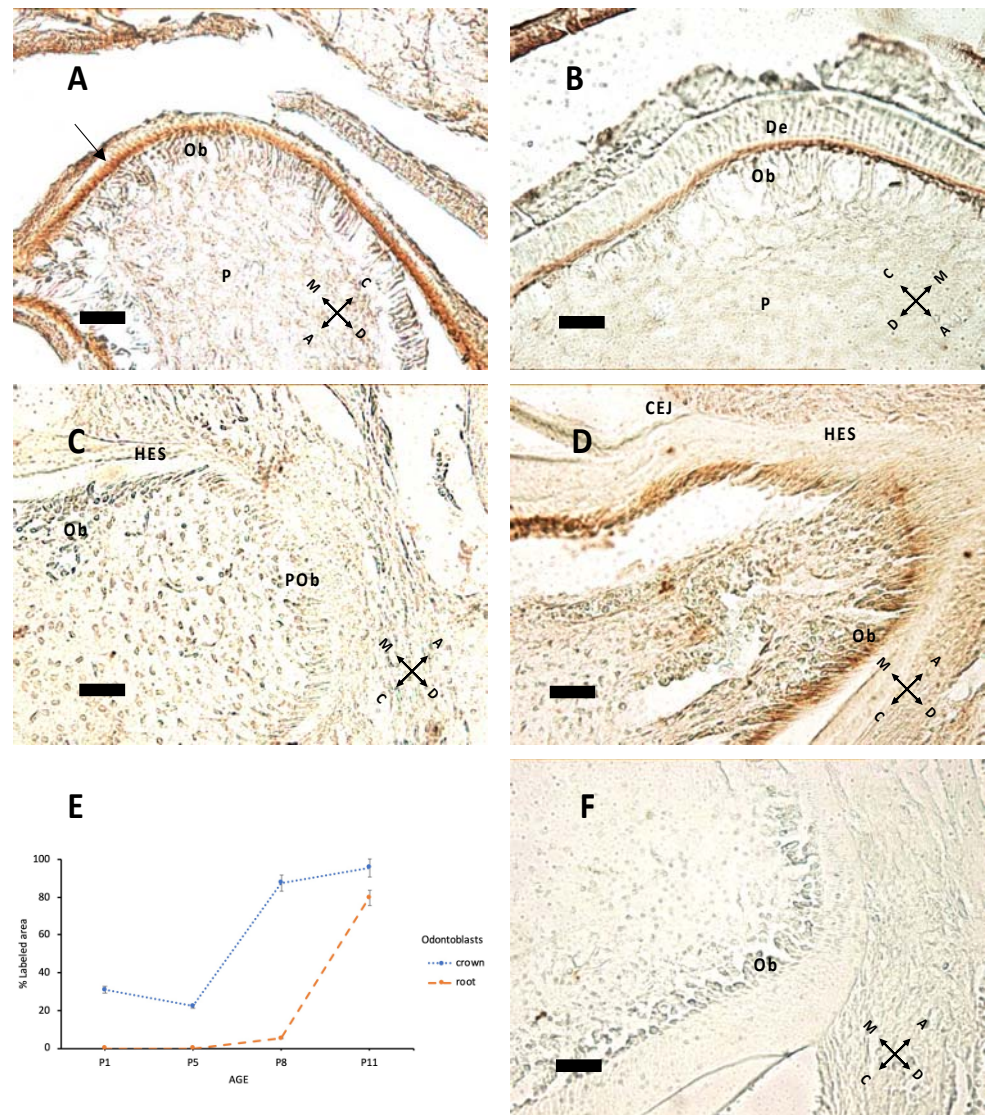 A
Ob
P
M
C
A
D
B
De
Ob
P
C
M
D
A
C
HES
Ob
POb
M
A
C
D
D
CEJ
HES
Ob
M
A
C
D
E
100
80
60
40
20
0
% Labeled area
P1 P5 P8 P11
AGE
Odontoblasts
crown
root
F
Ob
M
A
C
D